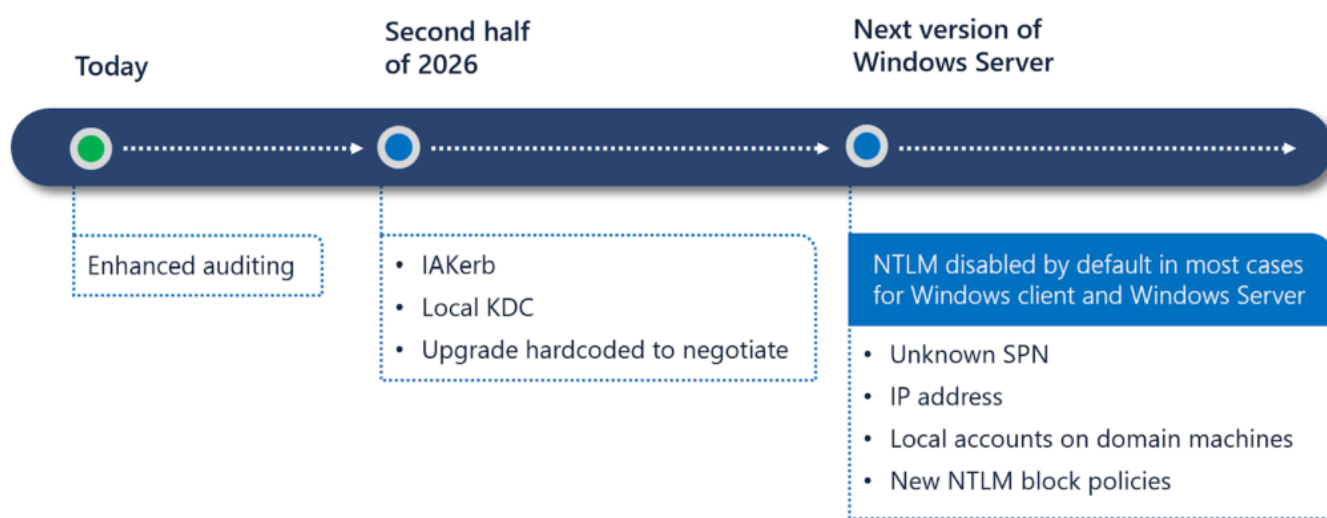 Today
Second half
of 2026
Next version of
Windows Server
Enhanced auditing
• IAKerb
• Local KDC
• Upgrade hardcoded to negotiate
NTLM disabled by default in most cases
for Windows client and Windows Server
• Unknown SPN
• IP address
• Local accounts on domain machines
• New NTLM block policies